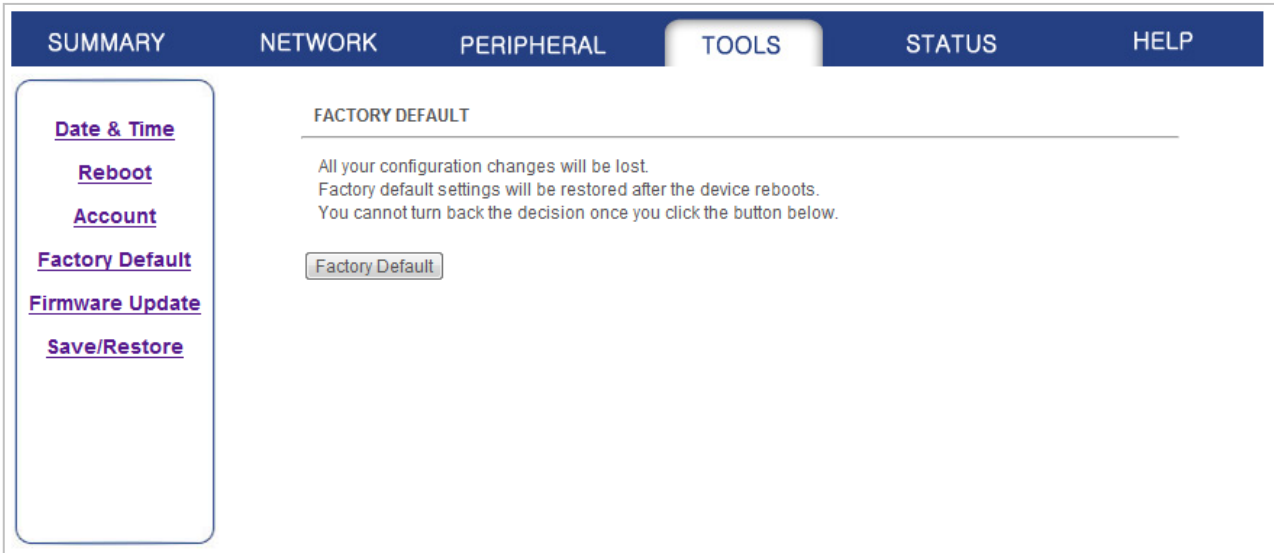 SUMMARY NETWORK PERIPHERAL TOOLS STATUS HELP
Date & Time
Reboot
Account
Factory Default
Firmware Update
Save/Restore
FACTORY DEFAULT
All your configuration changes will be lost.
Factory default settings will be restored after the device reboots.
You cannot turn back the decision once you click the button below.
Factory Default